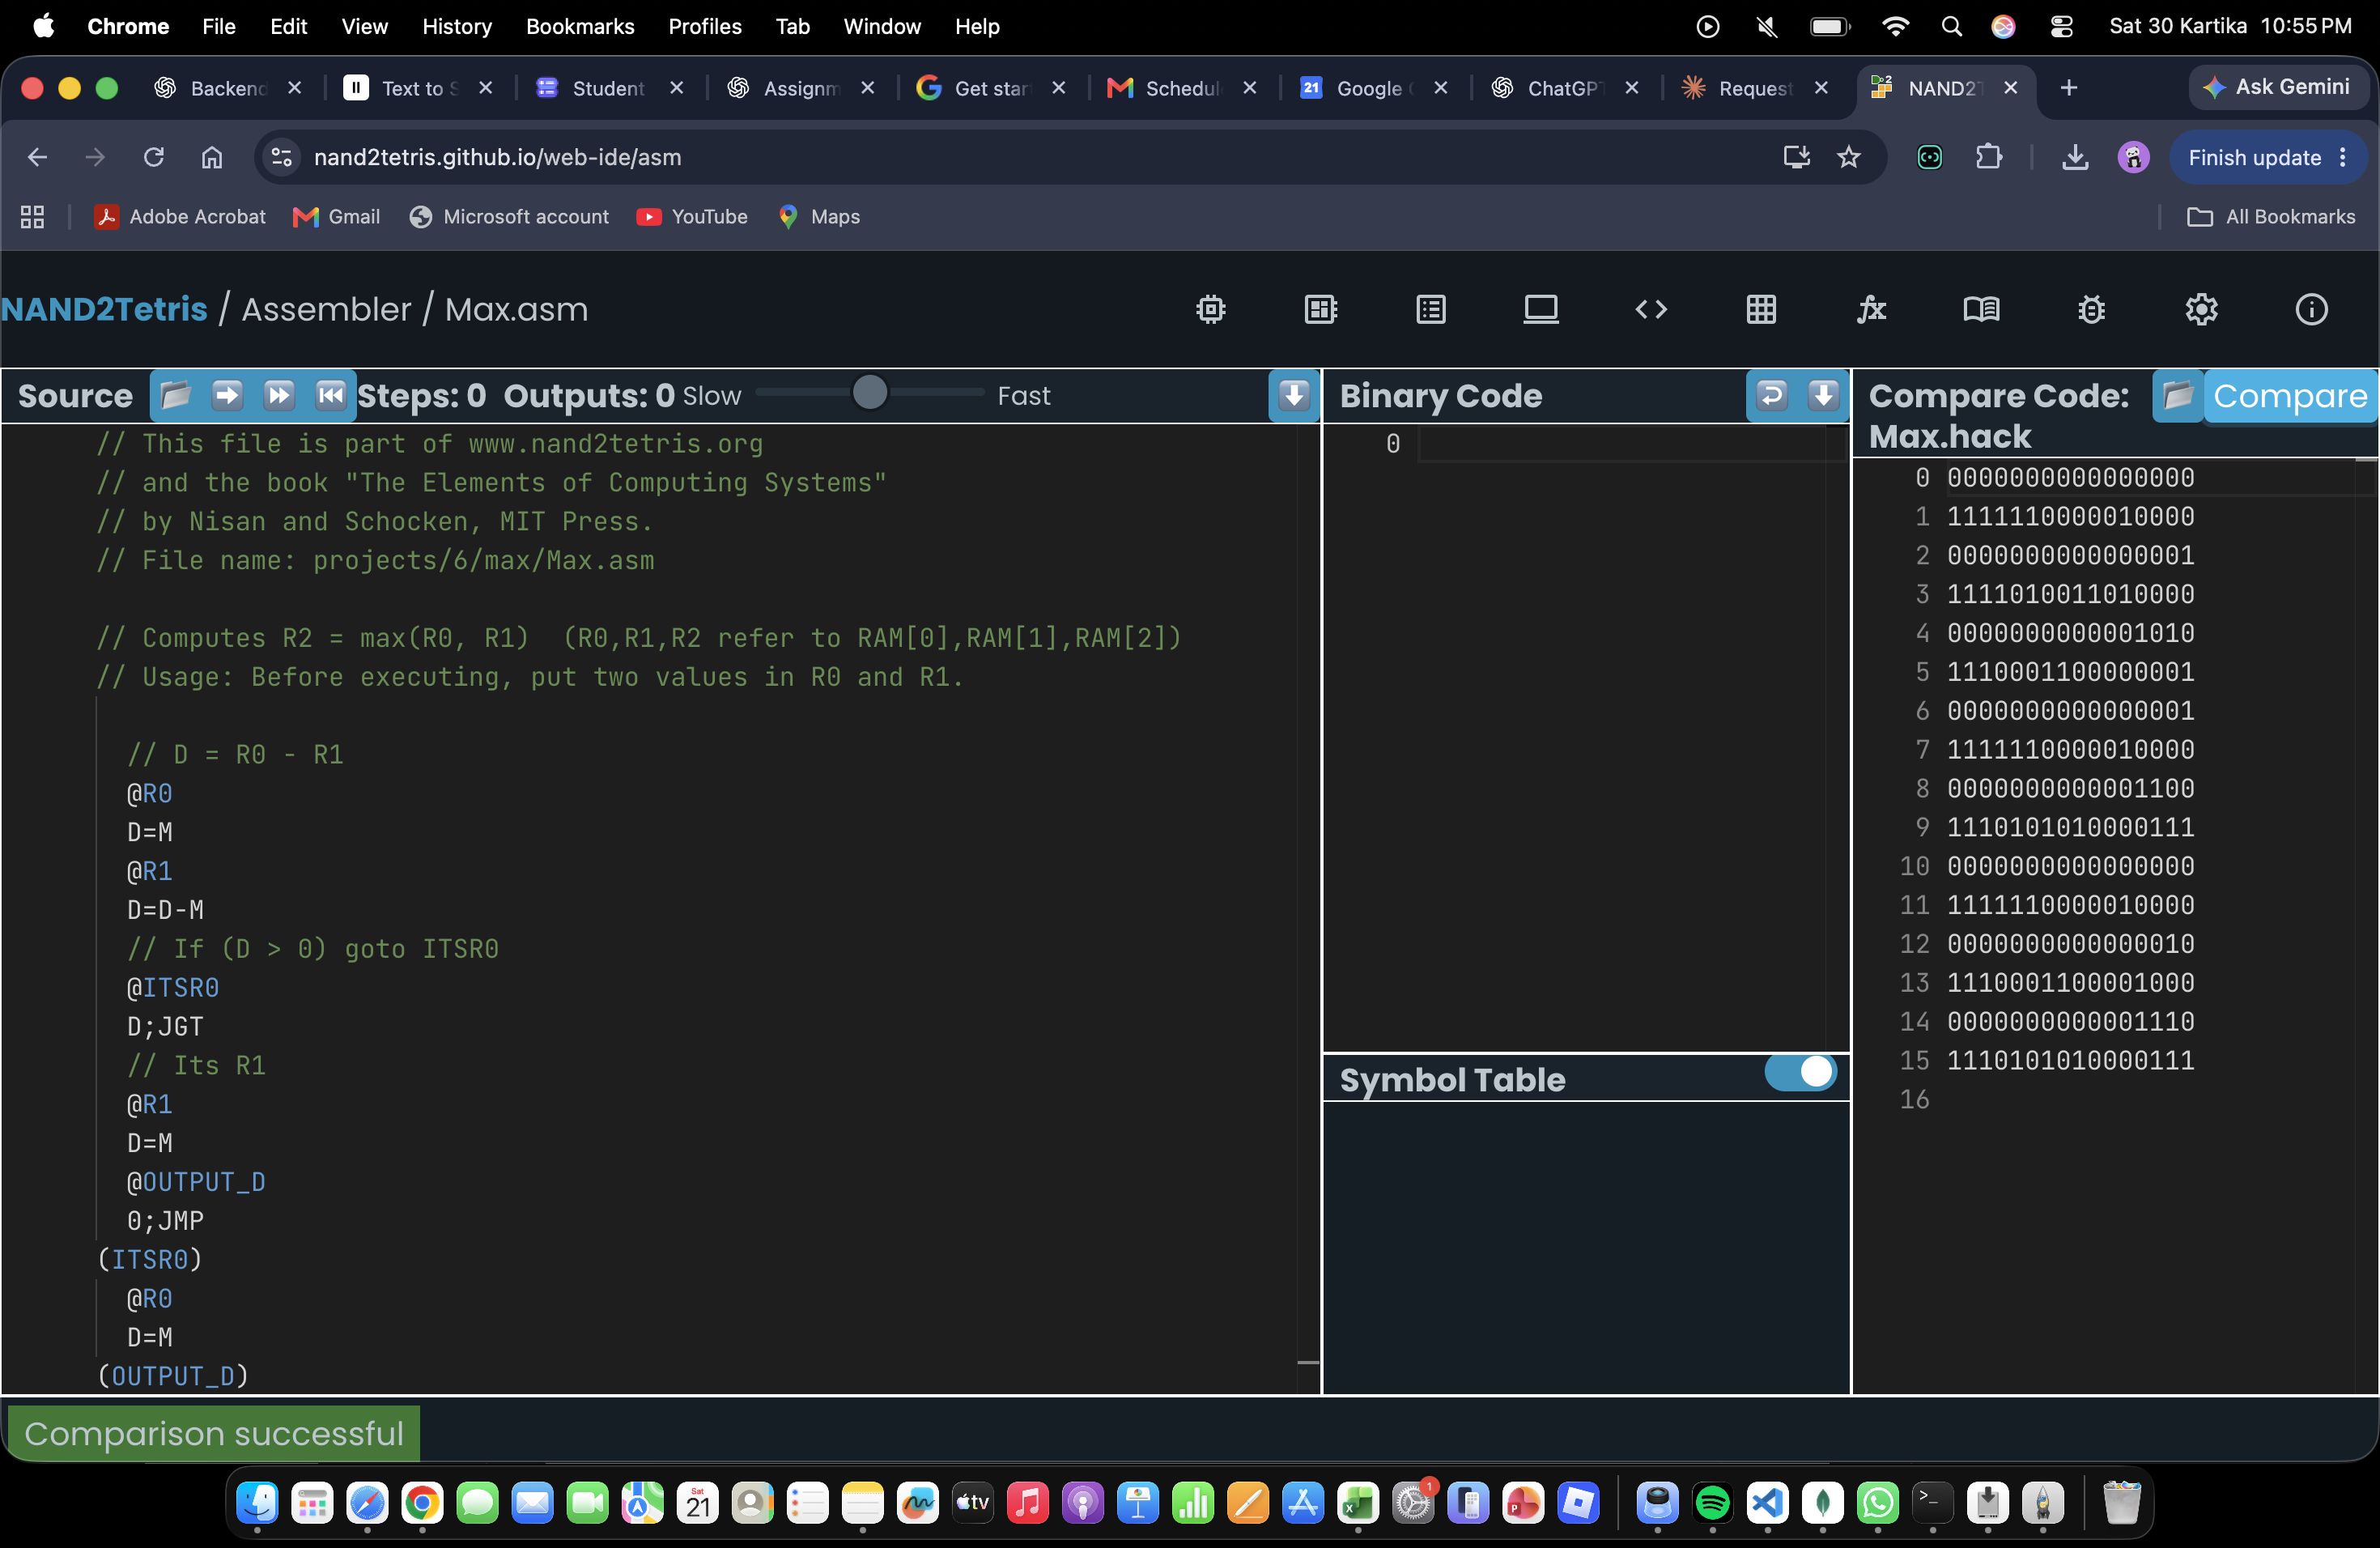 Chrome File Edit View History Bookmarks Profiles Tab Window Help Sat 30 Kartika 10:55 PM
Backend Text to S Student Assignm Get star Schedul 21 Google C ChatGPT Request NAND2T Ask Gemini
nand2tetris.github.io/web-ide/asm Finish update
Adobe Acrobat Gmail Microsoft account YouTube Maps All Bookmarks
NAND2Tetris / Assembler / Max.asm
Source Steps: 0 Outputs: 0 Slow Fast
// This file is part of www.nand2tetris.org
// and the book "The Elements of Computing Systems"
// by Nisan and Schocken, MIT Press.
// File name: projects/6/max/Max.asm
// Computes R2 = max(R0, R1)  (R0,R1,R2 refer to RAM[0],RAM[1],RAM[2])
// Usage: Before executing, put two values in R0 and R1.
// D = R0 - R1
@R0
D=M
@R1
D=D-M
// If (D > 0) goto ITSR0
@ITSR0
D;JGT
// Its R1
@R1
D=M
@OUTPUT_D
0;JMP
(ITSR0)
@R0
D=M
(OUTPUT_D)
Binary Code
0
Symbol Table
Compare Code: Compare
Max.hack
0 0000000000000000
1 1111110000010000
2 0000000000000001
3 1111010011010000
4 0000000000001010
5 1110001100000001
6 0000000000000001
7 1111110000010000
8 0000000000001100
9 1110101010000111
10 0000000000000000
11 1111110000010000
12 0000000000000010
13 1110001100001000
14 0000000000001110
15 1110101010000111
16
Comparison successful
Sat
21
tv
1